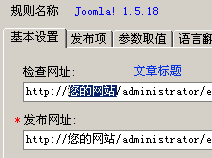 规则名称 Joomla! 1.5.18
基本设置 发布项 参数取值 语言翻
检查网址: 文章标题
http://您的网站/administrator/e
*发布网址:
http://您的网站/administrator/e